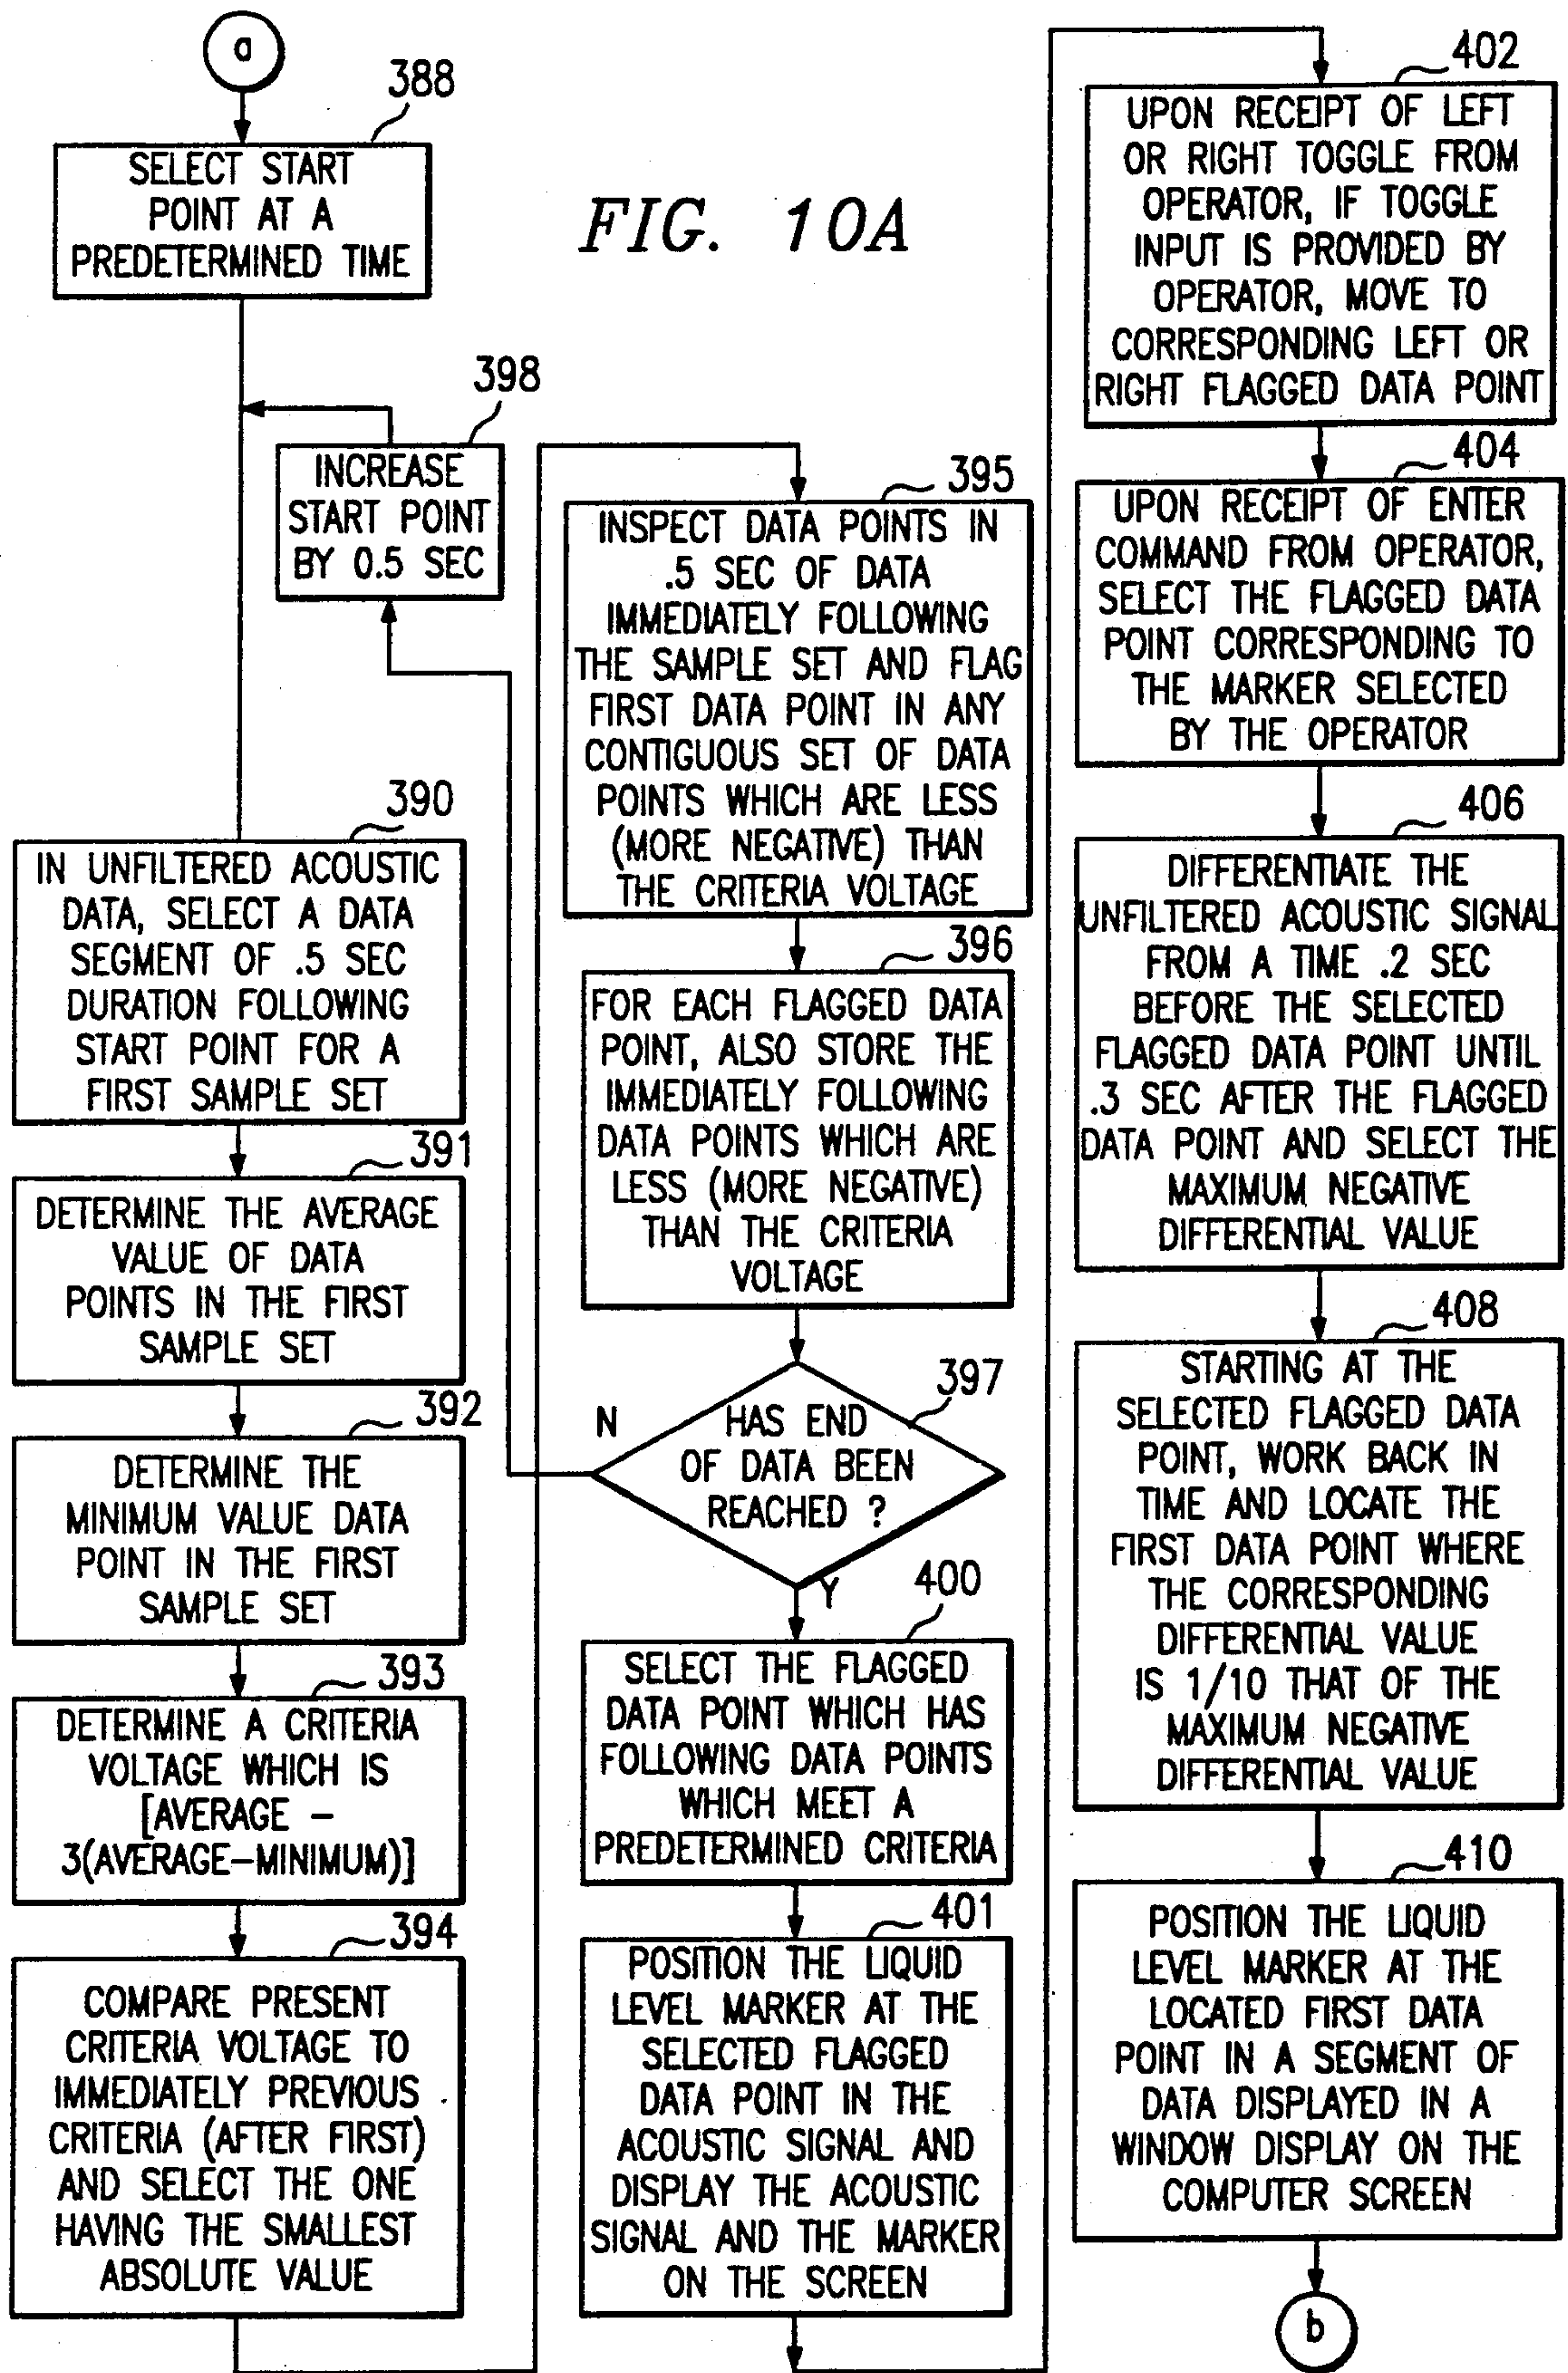 a
388
SELECT START
POINT AT A
PREDETERMINED TIME
FIG. 10A
398
INCREASE
START POINT
BY 0.5 SEC
390
IN UNFILTERED ACOUSTIC
DATA, SELECT A DATA
SEGMENT OF .5 SEC
DURATION FOLLOWING
START POINT FOR A
FIRST SAMPLE SET
391
DETERMINE THE AVERAGE
VALUE OF DATA
POINTS IN THE FIRST
SAMPLE SET
392
DETERMINE THE
MINIMUM VALUE DATA
POINT IN THE FIRST
SAMPLE SET
393
DETERMINE A CRITERIA
VOLTAGE WHICH IS
[AVERAGE -
3(AVERAGE-MINIMUM)]
394
COMPARE PRESENT
CRITERIA VOLTAGE TO
IMMEDIATELY PREVIOUS
CRITERIA (AFTER FIRST)
AND SELECT THE ONE
HAVING THE SMALLEST
ABSOLUTE VALUE
395
INSPECT DATA POINTS IN
.5 SEC OF DATA
IMMEDIATELY FOLLOWING
THE SAMPLE SET AND FLAG
FIRST DATA POINT IN ANY
CONTIGUOUS SET OF DATA
POINTS WHICH ARE LESS
(MORE NEGATIVE) THAN
THE CRITERIA VOLTAGE
396
FOR EACH FLAGGED DATA
POINT, ALSO STORE THE
IMMEDIATELY FOLLOWING
DATA POINTS WHICH ARE
LESS (MORE NEGATIVE)
THAN THE CRITERIA
VOLTAGE
397
N
HAS END
OF DATA BEEN
REACHED ?
Y
400
SELECT THE FLAGGED
DATA POINT WHICH HAS
FOLLOWING DATA POINTS
WHICH MEET A
PREDETERMINED CRITERIA
401
POSITION THE LIQUID
LEVEL MARKER AT THE
SELECTED FLAGGED
DATA POINT IN THE
ACOUSTIC SIGNAL AND
DISPLAY THE ACOUSTIC
SIGNAL AND THE MARKER
ON THE SCREEN
402
UPON RECEIPT OF LEFT
OR RIGHT TOGGLE FROM
OPERATOR, IF TOGGLE
INPUT IS PROVIDED BY
OPERATOR, MOVE TO
CORRESPONDING LEFT OR
RIGHT FLAGGED DATA POINT
404
UPON RECEIPT OF ENTER
COMMAND FROM OPERATOR,
SELECT THE FLAGGED DATA
POINT CORRESPONDING TO
THE MARKER SELECTED
BY THE OPERATOR
406
DIFFERENTIATE THE
UNFILTERED ACOUSTIC SIGNAL
FROM A TIME .2 SEC
BEFORE THE SELECTED
FLAGGED DATA POINT UNTIL
.3 SEC AFTER THE FLAGGED
DATA POINT AND SELECT THE
MAXIMUM NEGATIVE
DIFFERENTIAL VALUE
408
STARTING AT THE
SELECTED FLAGGED DATA
POINT, WORK BACK IN
TIME AND LOCATE THE
FIRST DATA POINT WHERE
THE CORRESPONDING
DIFFERENTIAL VALUE
IS 1/10 THAT OF THE
MAXIMUM NEGATIVE
DIFFERENTIAL VALUE
410
POSITION THE LIQUID
LEVEL MARKER AT THE
LOCATED FIRST DATA
POINT IN A SEGMENT OF
DATA DISPLAYED IN A
WINDOW DISPLAY ON THE
COMPUTER SCREEN
b